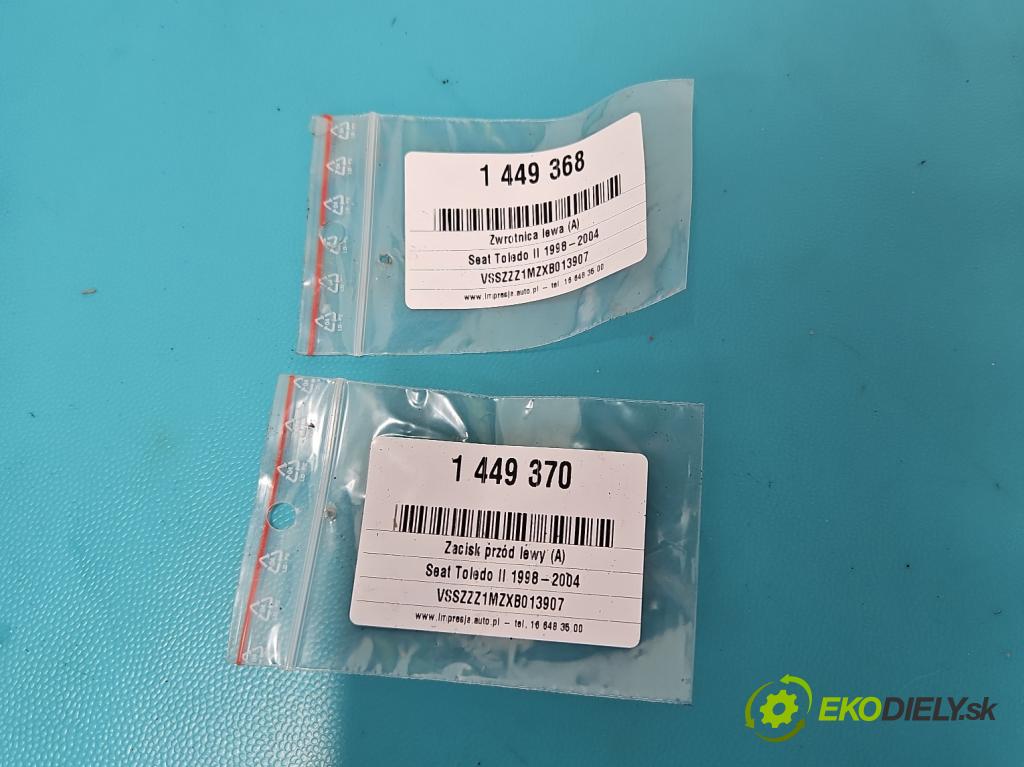 1 449 368
Zwrotnica lewa (A)
Seat Toledo II 1998-2004
VSSZZZ1MZXB013907
www.impresja.auto.pl - tel. 16 648 35 00
1 449 370
Zacisk przód lewy (A)
Seat Toledo II 1998-2004
VSSZZZ1MZXB013907
www.impresja.auto.pl - tel. 16 648 35 00
EKODIELY.sk